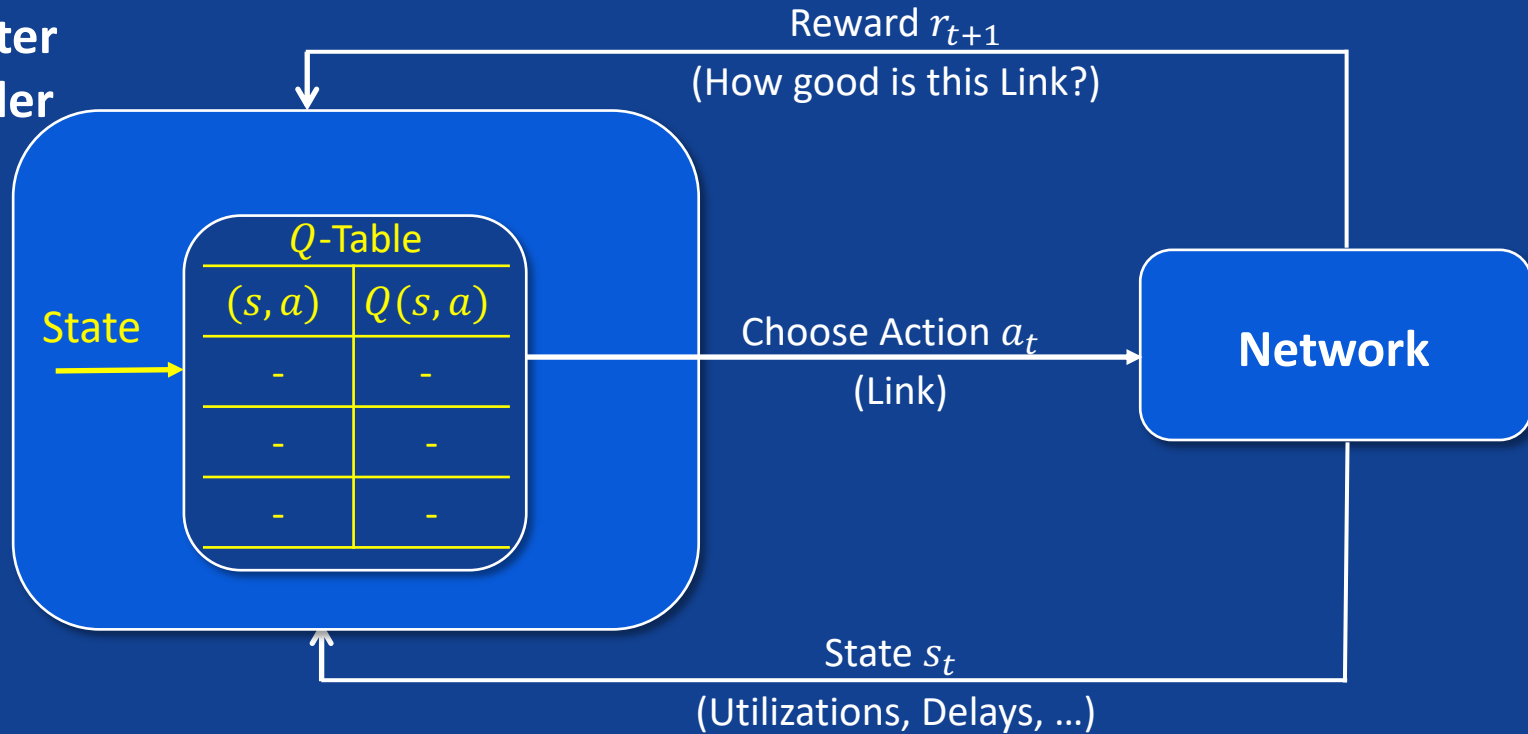 ter
ler
Reward r_{t+1}
(How good is this Link?)
Q-Table
(s, a) Q(s, a)
- -
- -
- -
State
Choose Action a_t
(Link)
Network
State s_t
(Utilizations, Delays, …)